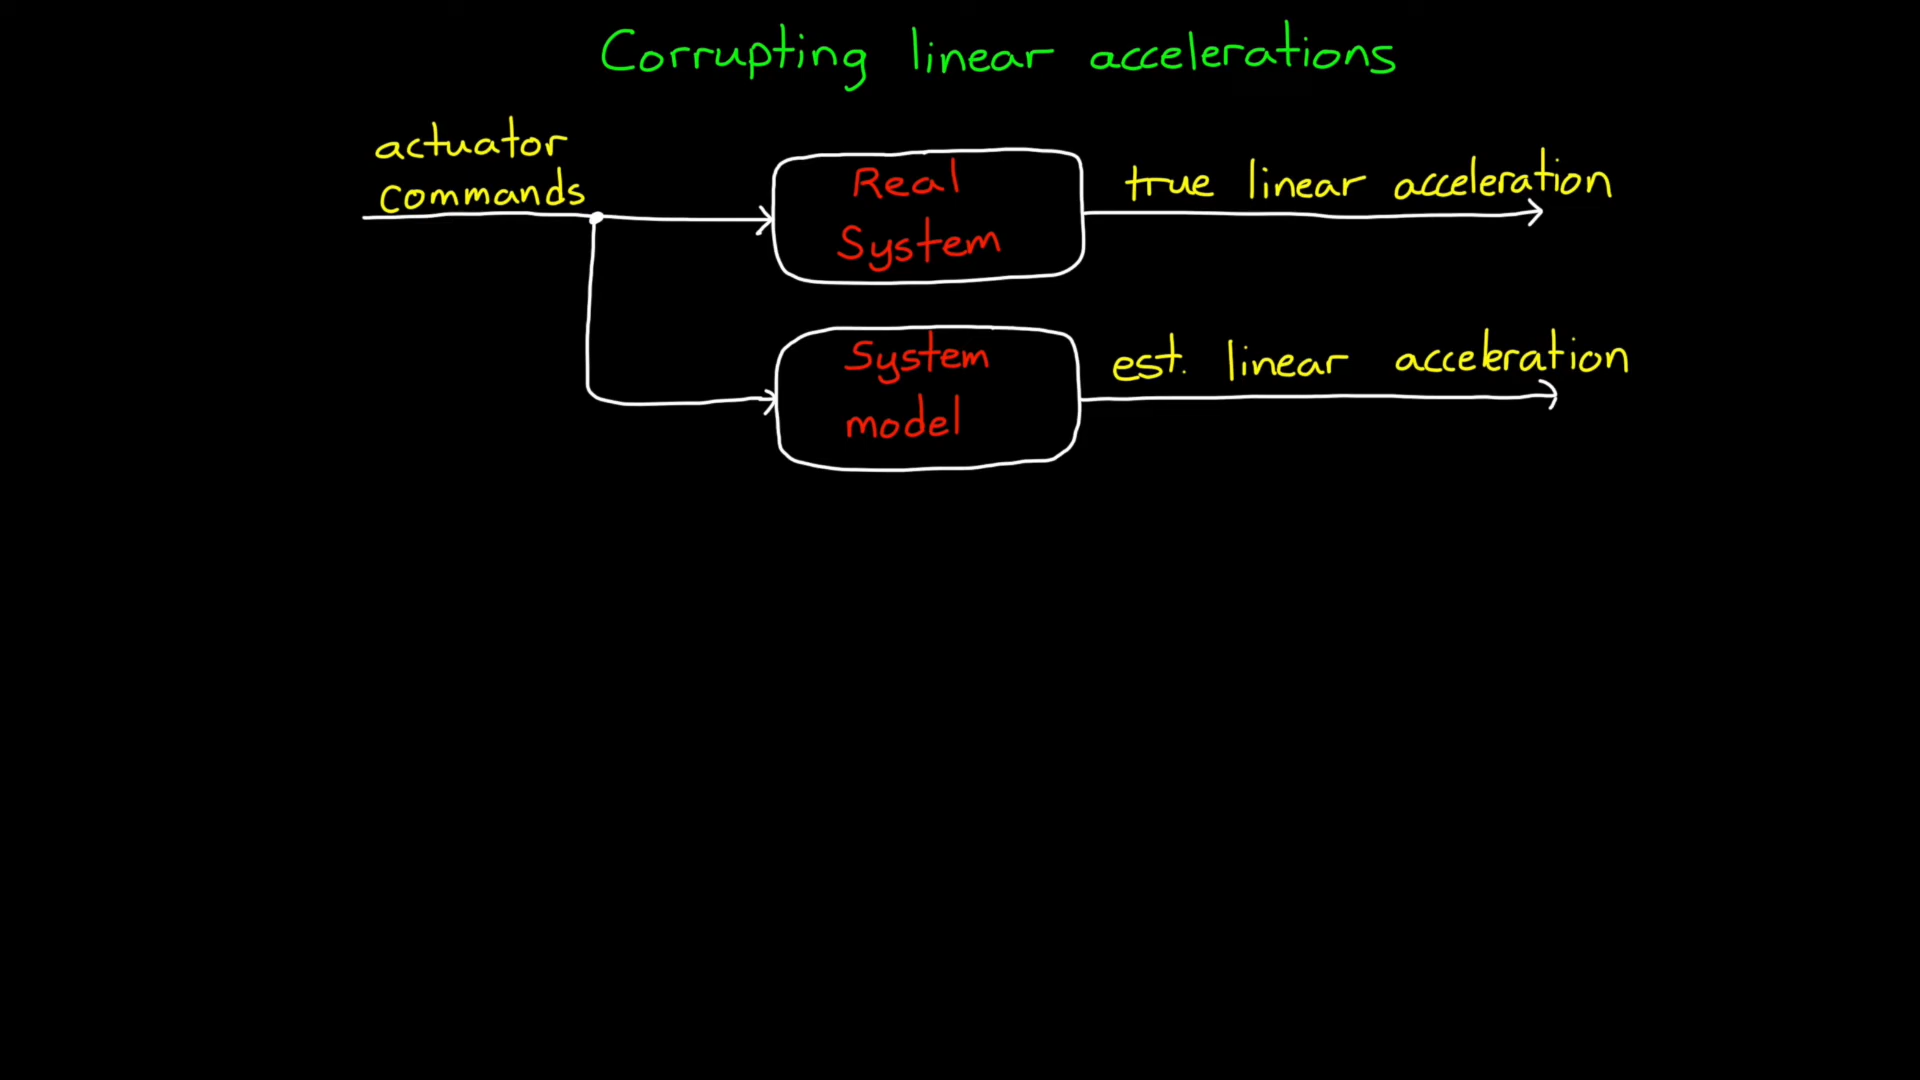 Corrupting linear accelerations
actuator
commands
Real
System
true linear acceleration
System
model
est. linear acceleration